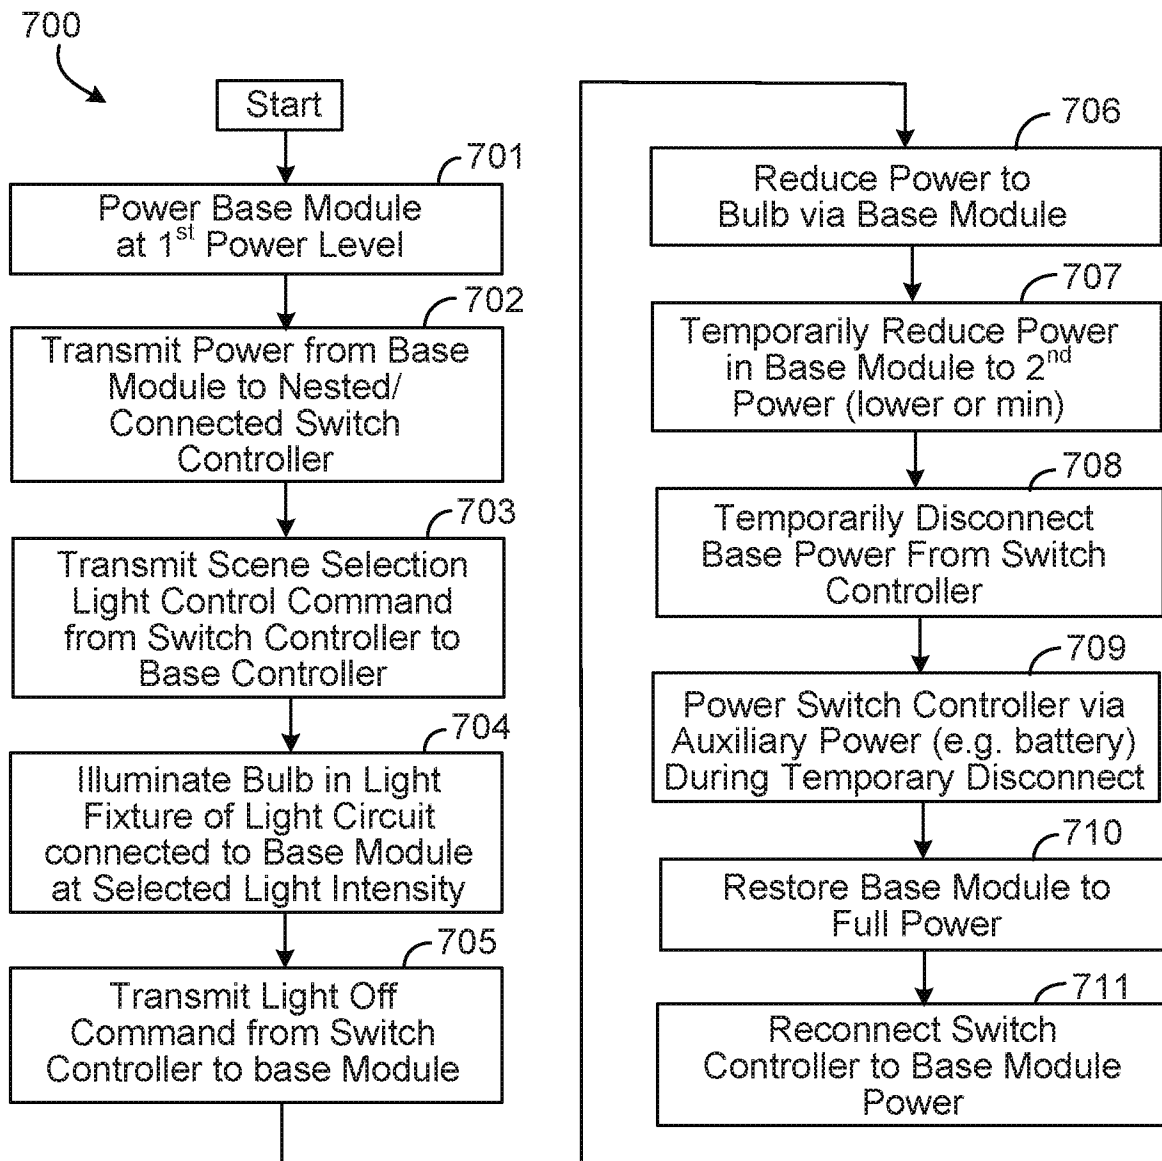 700
Start
701
Power Base Module
at 1st Power Level
702
Transmit Power from Base
Module to Nested/
Connected Switch
Controller
703
Transmit Scene Selection
Light Control Command
from Switch Controller to
Base Controller
704
Illuminate Bulb in Light
Fixture of Light Circuit
connected to Base Module
at Selected Light Intensity
705
Transmit Light Off
Command from Switch
Controller to base Module
706
Reduce Power to
Bulb via Base Module
707
Temporarily Reduce Power
in Base Module to 2nd
Power (lower or min)
708
Temporarily Disconnect
Base Power From Switch
Controller
709
Power Switch Controller via
Auxiliary Power (e.g. battery)
During Temporary Disconnect
710
Restore Base Module to
Full Power
711
Reconnect Switch
Controller to Base Module
Power